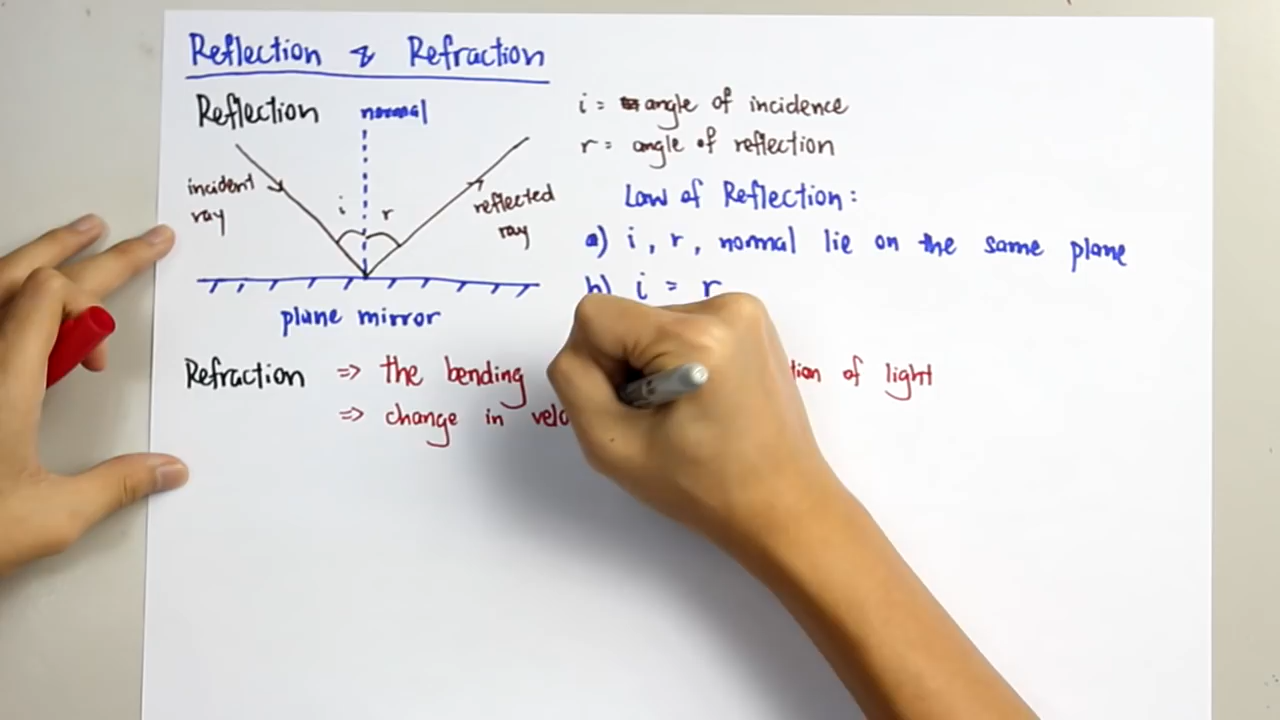 Reflection & Refraction
Reflection
normal
incident
ray
i
r
reflected
ray
plane mirror
i = angle of incidence
r = angle of reflection
Law of Reflection:
a) i, r, normal lie on the same plane
b) i = r
Refraction => the bending of light
=> change in